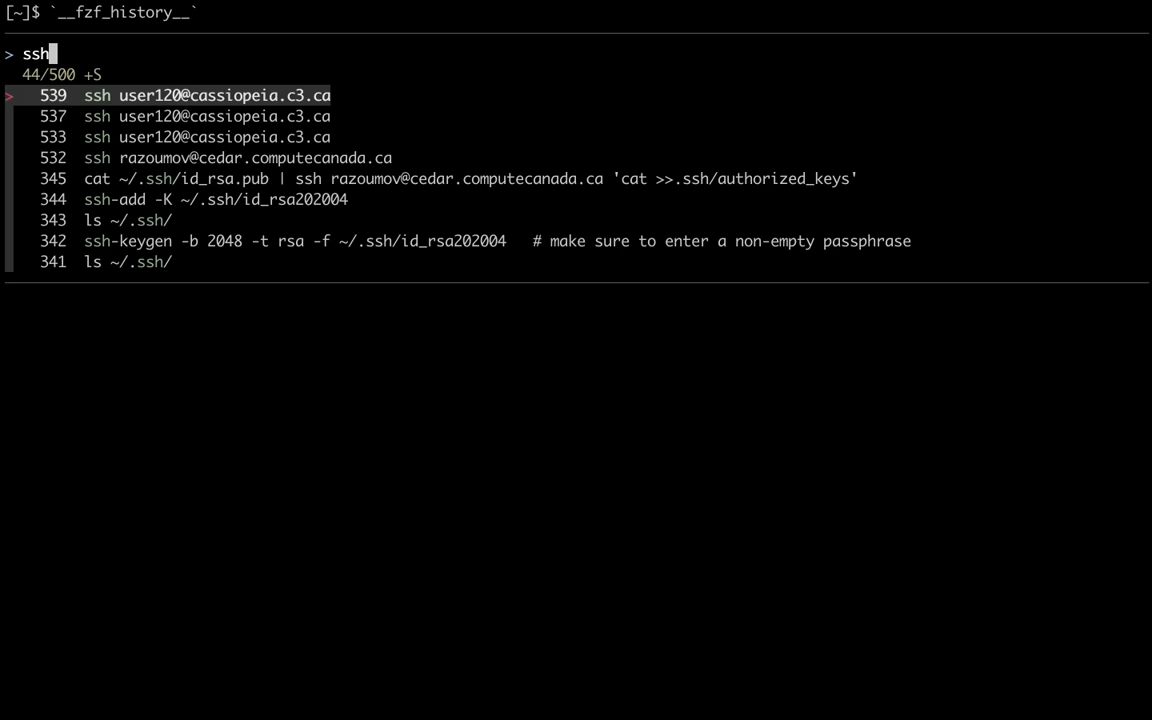 [~]$ `__fzf_history__`
> ssh
44/500 +S
> 539 ssh user120@cassiopeia.c3.ca
537 ssh user120@cassiopeia.c3.ca
533 ssh user120@cassiopeia.c3.ca
532 ssh razoumov@cedar.computecanada.ca
345 cat ~/.ssh/id_rsa.pub | ssh razoumov@cedar.computecanada.ca 'cat >>.ssh/authorized_keys'
344 ssh-add -K ~/.ssh/id_rsa202004
343 ls ~/.ssh/
342 ssh-keygen -b 2048 -t rsa -f ~/.ssh/id_rsa202004   # make sure to enter a non-empty passphrase
341 ls ~/.ssh/